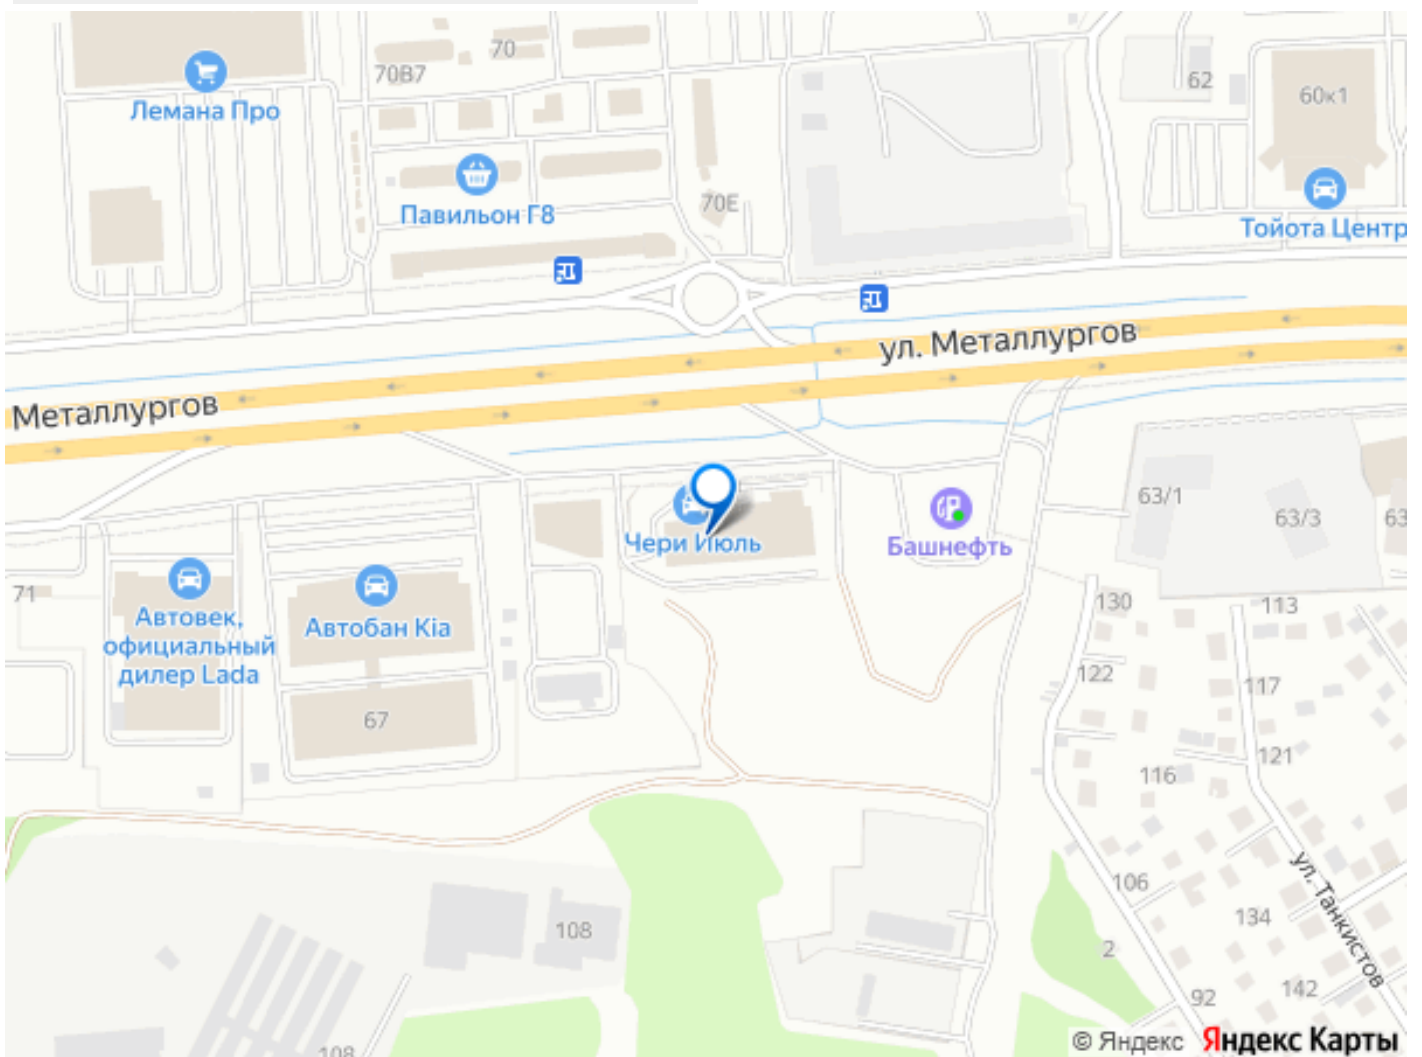 70
70В7
62
60к1
Лемана Про
Павильон Г8
70Е
Тойота Центр
ул. Металлургов
Металлургов
63/1
63/3
63
Чери Июль
Башнефть
71
Автовек,
официальный
дилер Lada
Автобан Kia
130
113
122
117
67
121
116
106
134
ул. Танкистов
108
2
142
92
108
© Яндекс Яндекс Карты